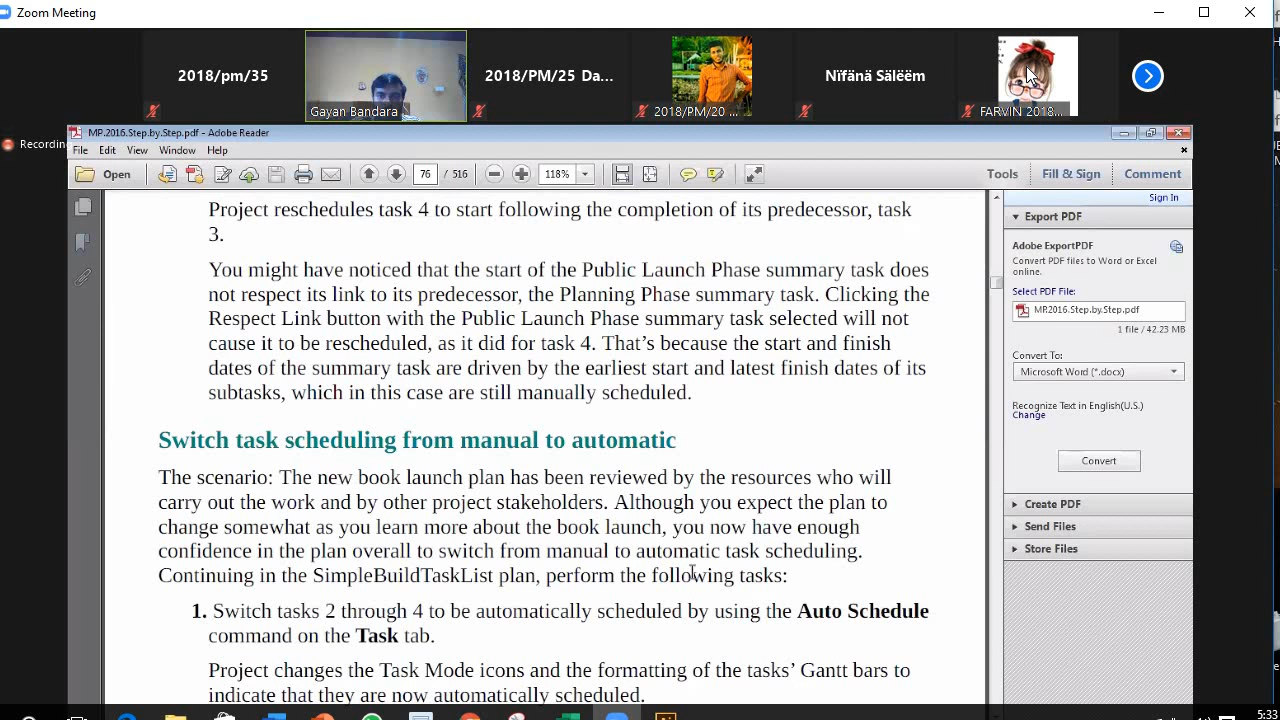 Zoom Meeting
2018/pm/35
Gayan Bandara
2018/PM/25 Da...
2018/PM/20 ...
Nïfänä Sälëëm
FARVIN 2018...
Recording
MP.2016.Step.by.Step.pdf - Adobe Reader
File Edit View Window Help
Open 76 / 516 118% Tools Fill & Sign Comment
Sign In
Project reschedules task 4 to start following the completion of its predecessor, task
3.
You might have noticed that the start of the Public Launch Phase summary task does
not respect its link to its predecessor, the Planning Phase summary task. Clicking the
Respect Link button with the Public Launch Phase summary task selected will not
cause it to be rescheduled, as it did for task 4. That’s because the start and finish
dates of the summary task are driven by the earliest start and latest finish dates of its
subtasks, which in this case are still manually scheduled.
Switch task scheduling from manual to automatic
The scenario: The new book launch plan has been reviewed by the resources who will
carry out the work and by other project stakeholders. Although you expect the plan to
change somewhat as you learn more about the book launch, you now have enough
confidence in the plan overall to switch from manual to automatic task scheduling.
Continuing in the SimpleBuildTaskList plan, perform the following tasks:
1. Switch tasks 2 through 4 to be automatically scheduled by using the Auto Schedule
command on the Task tab.
Project changes the Task Mode icons and the formatting of the tasks’ Gantt bars to
indicate that they are now automatically scheduled.
Export PDF
Adobe ExportPDF
Convert PDF files to Word or Excel
online.
Select PDF File:
MP.2016.Step.by.Step.pdf
1 file / 42.23 MB
Convert To:
Microsoft Word (*.docx)
Recognize Text in English(U.S.)
Change
Convert
Create PDF
Send Files
Store Files
5:33